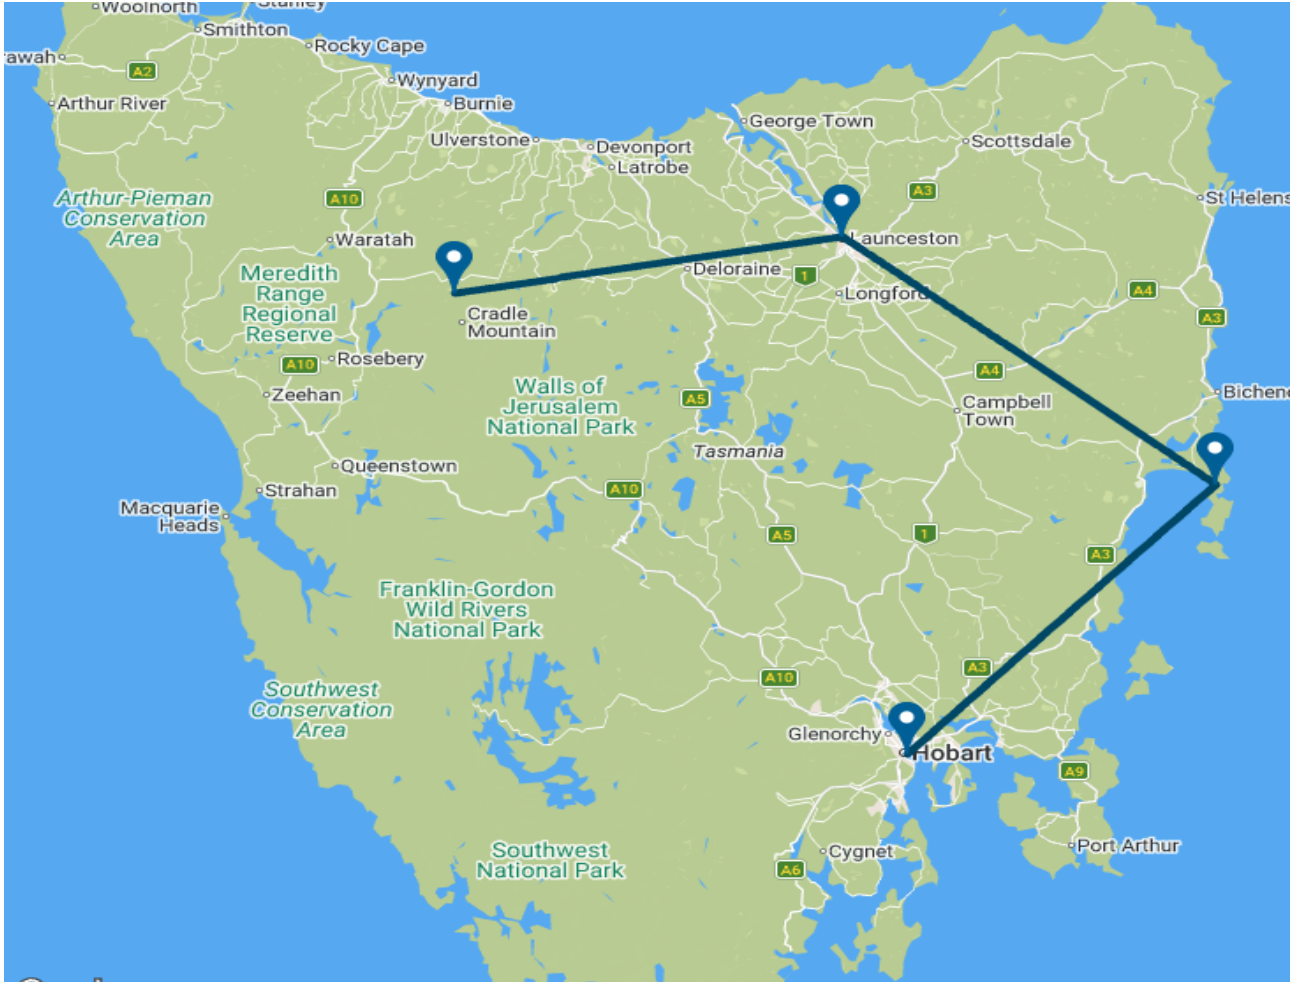 Woolnorth
Stanley
Smithton
Rocky Cape
rawah
A2
Wynyard
Arthur River
Burnie
George Town
Ulverstone
Devonport
Scottsdale
Latrobe
A10
A3
St Helens
Arthur-Pieman
Conservation
Area
Waratah
Launceston
Meredith
Range
Regional
Reserve
Deloraine
1
A4
Longford
Cradle
Mountain
A3
Rosebery
A10
A4
Walls of
Jerusalem
National Park
Zeehan
A5
Bicheno
Campbell
Town
Tasmania
Queenstown
Strahan
A10
Macquarie
Heads
A5
1
A3
Franklin-Gordon
Wild Rivers
National Park
A3
A10
Southwest
Conservation
Area
Glenorchy
Hobart
A9
Port Arthur
Cygnet
Southwest
National Park
A6